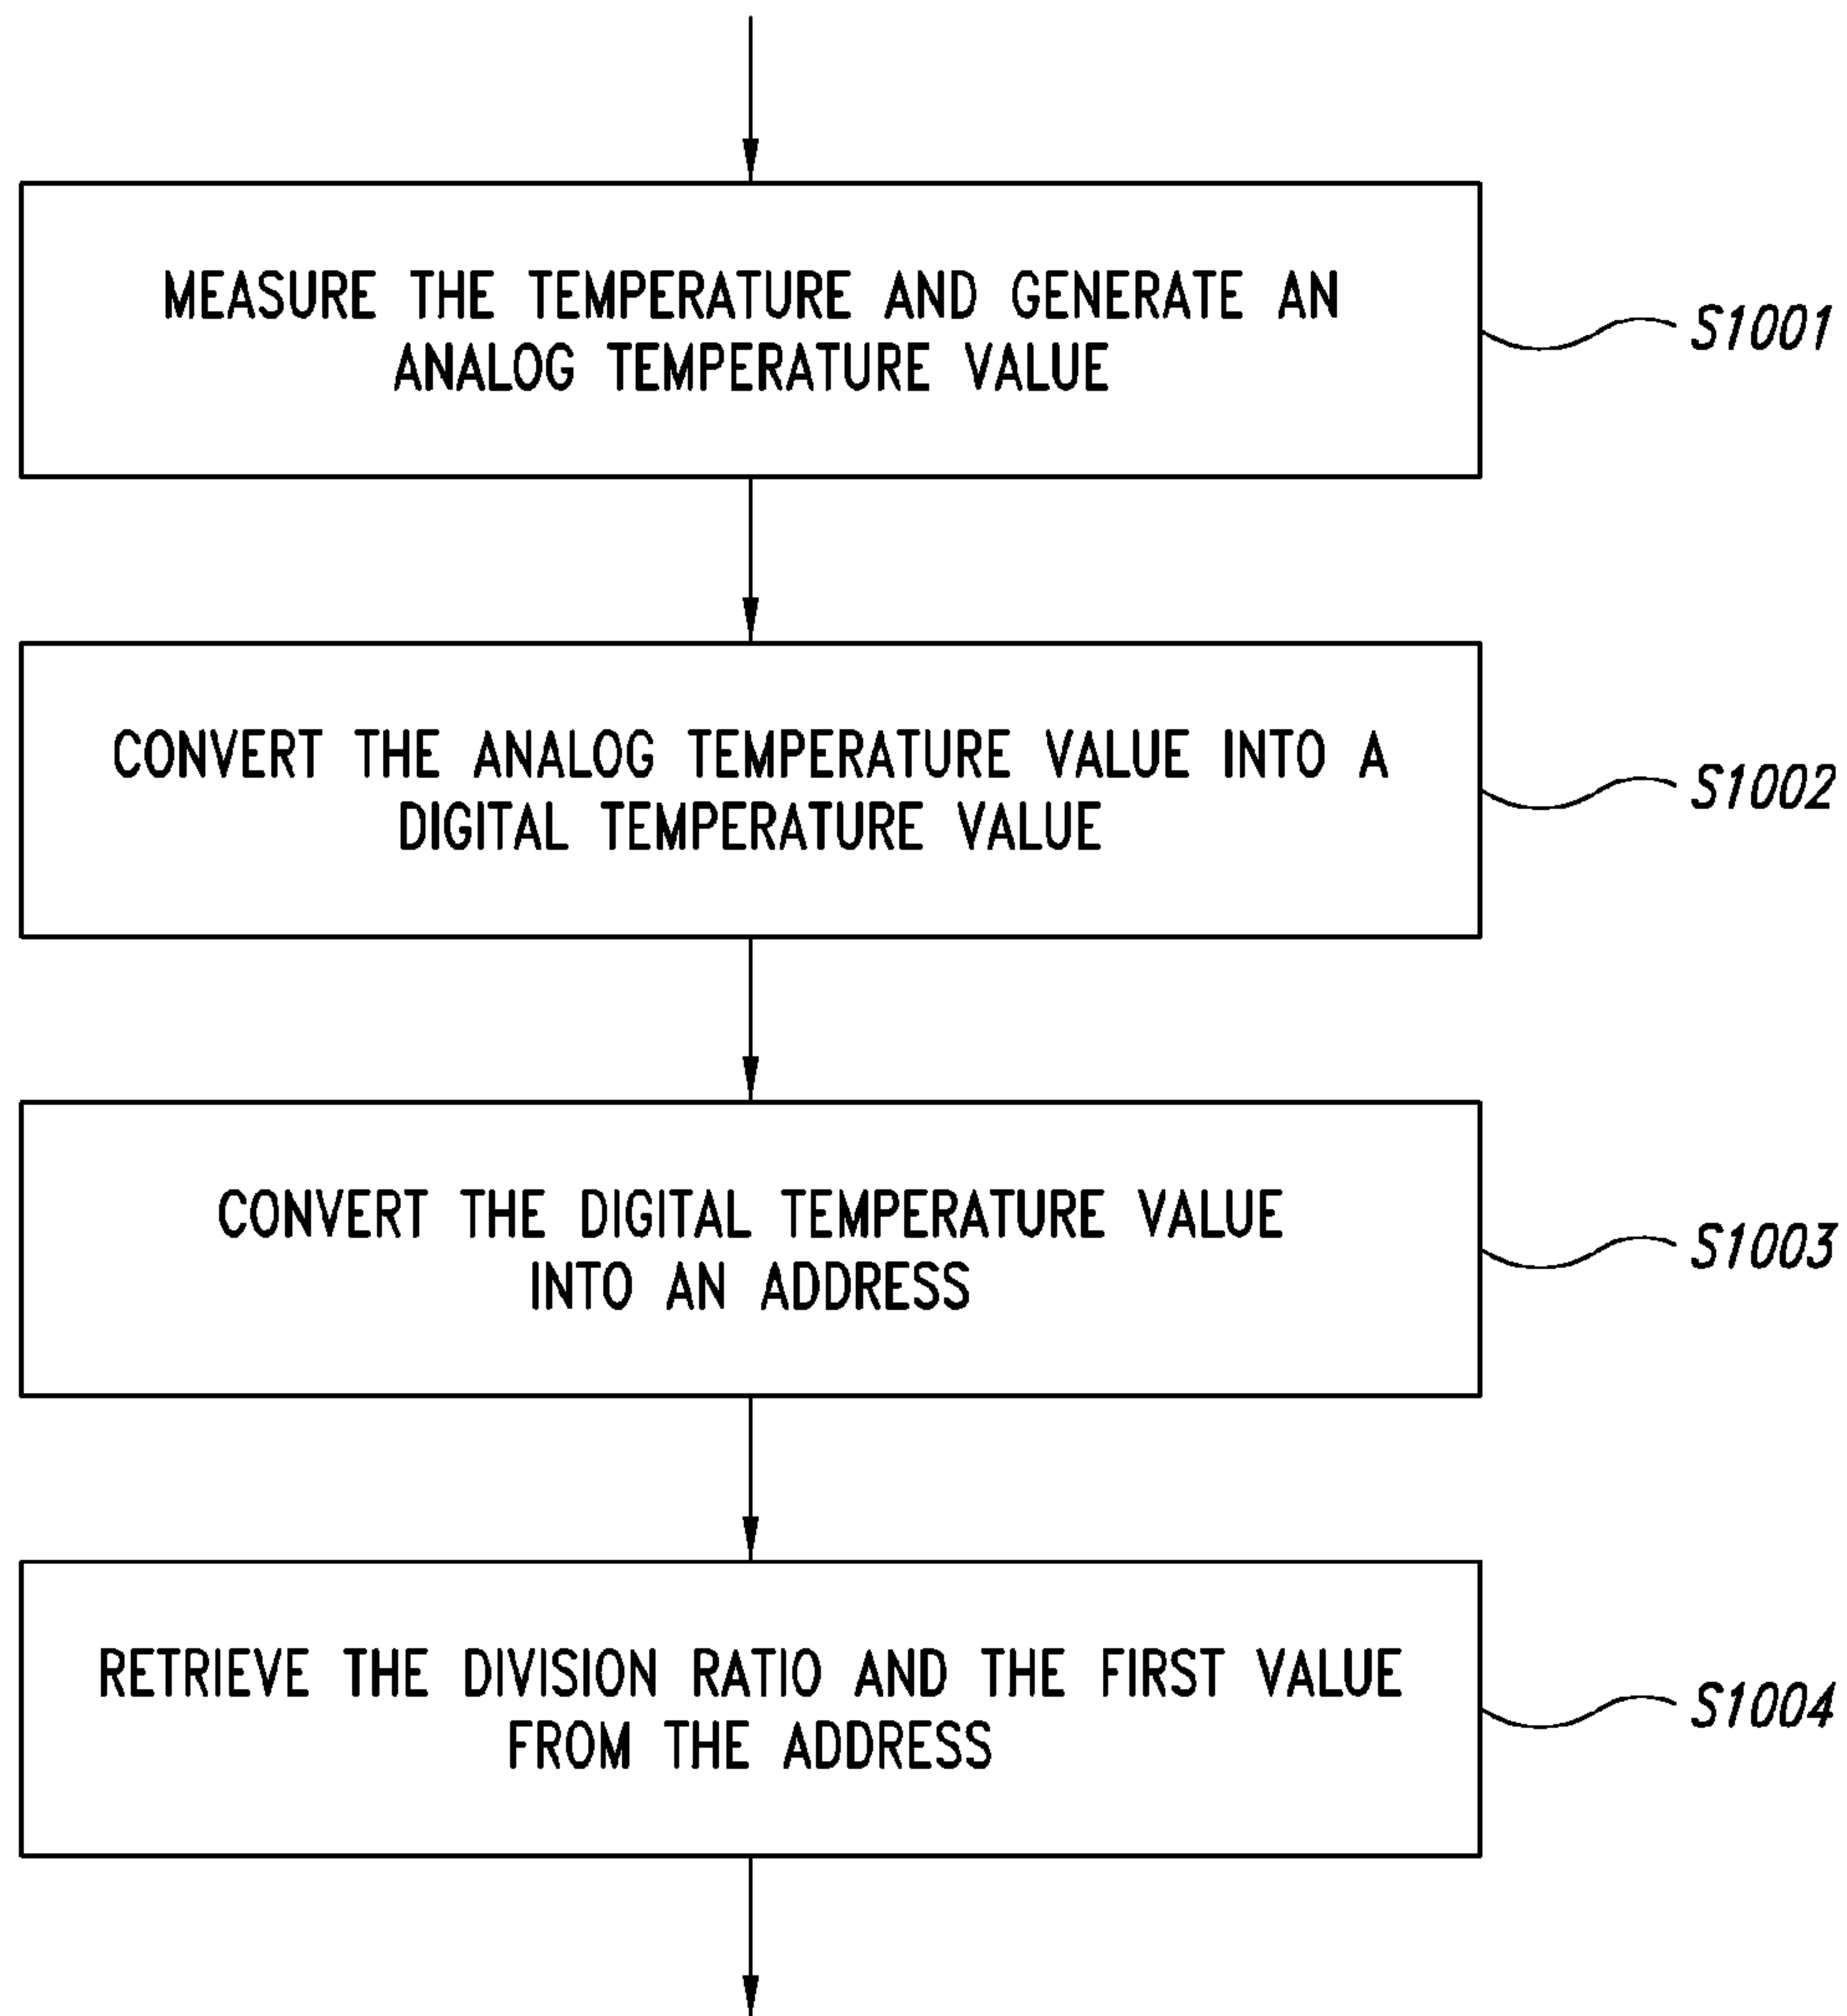 MEASURE THE TEMPERATURE AND GENERATE AN
ANALOG TEMPERATURE VALUE
S1001
CONVERT THE ANALOG TEMPERATURE VALUE INTO A
DIGITAL TEMPERATURE VALUE
S1002
CONVERT THE DIGITAL TEMPERATURE VALUE
INTO AN ADDRESS
S1003
RETRIEVE THE DIVISION RATIO AND THE FIRST VALUE
FROM THE ADDRESS
S1004